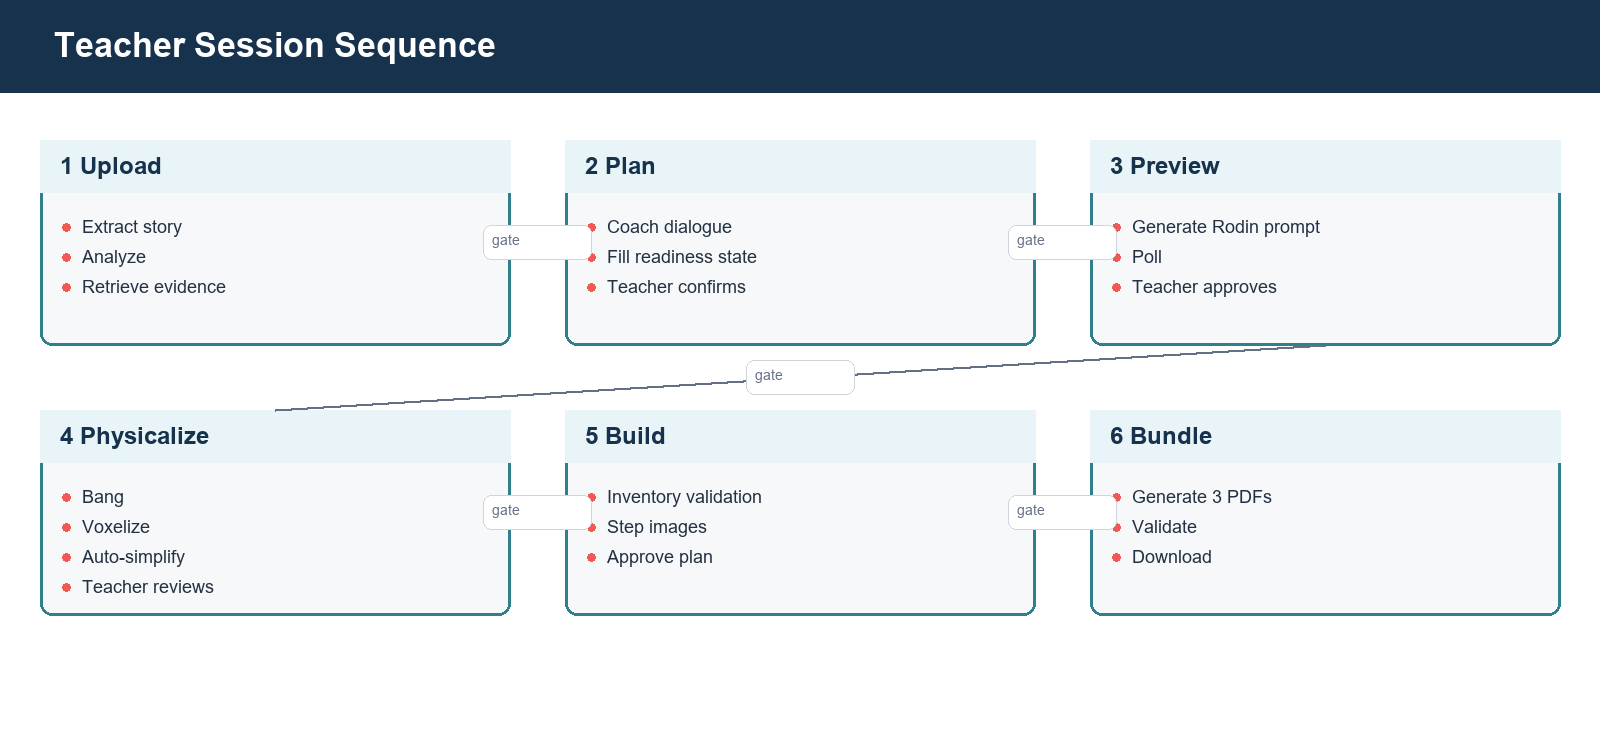 Teacher Session Sequence
1 Upload
Extract story
Analyze
Retrieve evidence
gate
2 Plan
Coach dialogue
Fill readiness state
Teacher confirms
gate
3 Preview
Generate Rodin prompt
Poll
Teacher approves
gate
4 Physicalize
Bang
Voxelize
Auto-simplify
Teacher reviews
gate
5 Build
Inventory validation
Step images
Approve plan
gate
6 Bundle
Generate 3 PDFs
Validate
Download